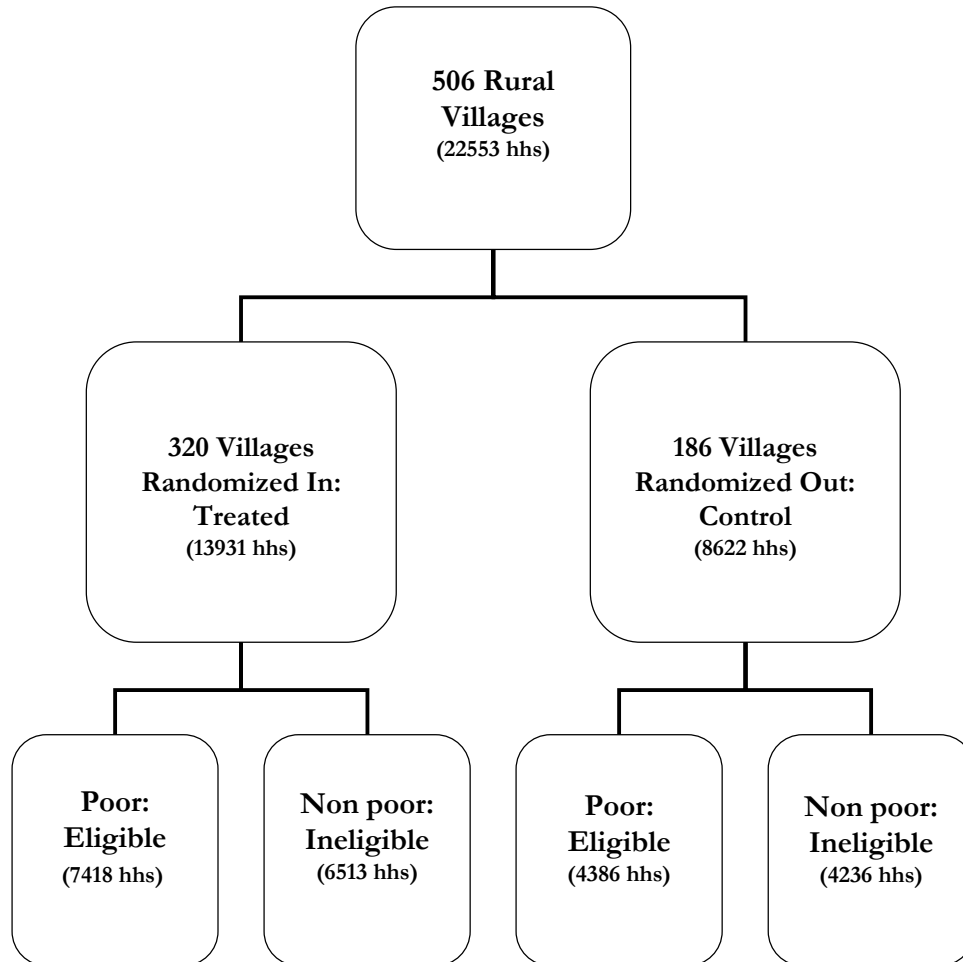 506 Rural
Villages
(22553 hhs)
320 Villages
Randomized In:
Treated
(13931 hhs)
186 Villages
Randomized Out:
Control
(8622 hhs)
Poor:
Eligible
(7418 hhs)
Non poor:
Ineligible
(6513 hhs)
Poor:
Eligible
(4386 hhs)
Non poor:
Ineligible
(4236 hhs)